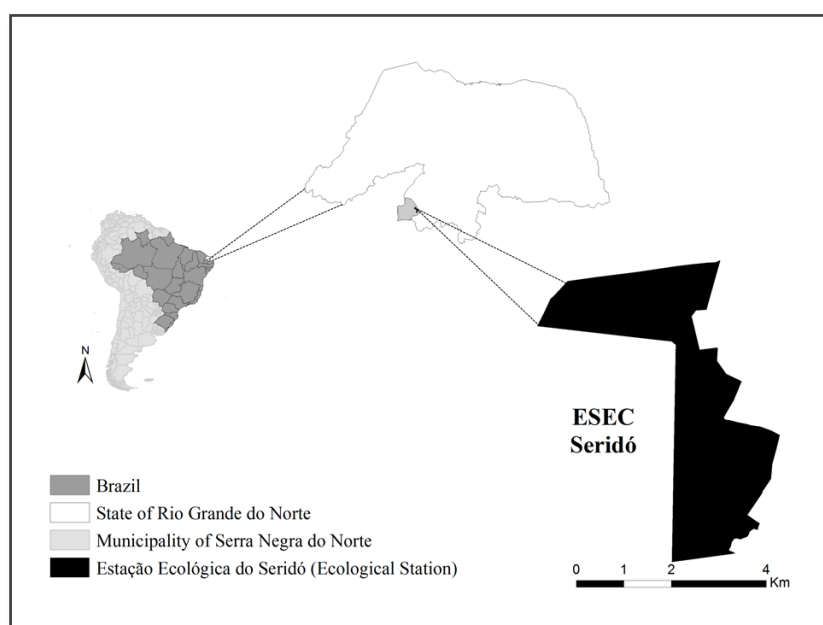 N
ESEC
Seridó
Brazil
State of Rio Grande do Norte
Municipality of Serra Negra do Norte
Estação Ecológica do Seridó (Ecological Station)
0 1 2 4
Km